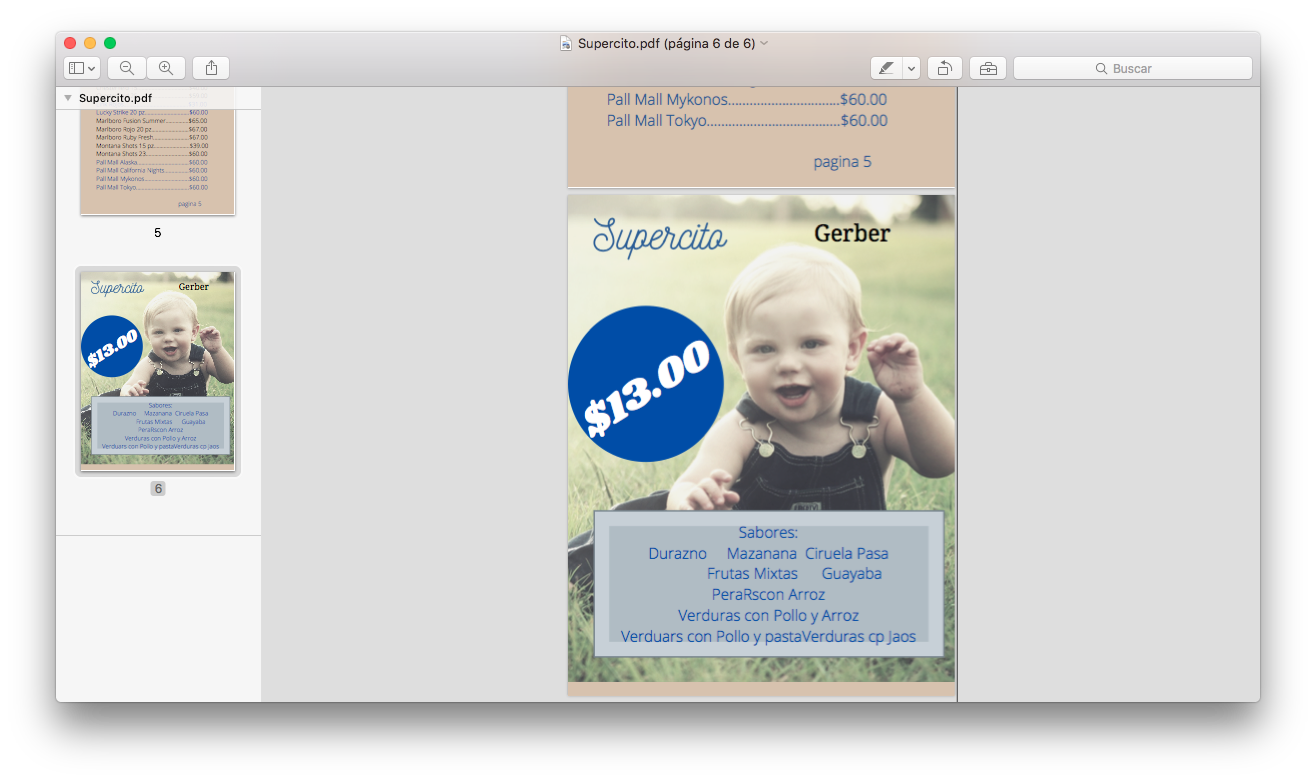 Supercito.pdf (página 6 de 6)
Buscar
Supercito.pdf
Lucky Strike 20 pz.......................$60.00
Marlboro Fusion Summer...........$65.00
Marlboro Rojo 20 pz...................$67.00
Marlboro Ruby Fresh..................$67.00
Montana Shots 15 pz.................$39.00
Montana Shots 23.....................$60.00
Pall Mall Alaska.........................$60.00
Pall Mall California Nights............$60.00
Pall Mall Mykonos......................$60.00
Pall Mall Tokyo..........................$60.00
pagina 5
5
Supercito Gerber
$13.00
Sabores:
Durazno Mazanana Ciruela Pasa
Frutas Mixtas Guayaba
PeraRscon Arroz
Verduras con Pollo y Arroz
Verduars con Pollo y pastaVerduras cp Jaos
6
Pall Mall Mykonos...............................$60.00
Pall Mall Tokyo.....................................$60.00
pagina 5
Supercito Gerber
$13.00
Sabores:
Durazno Mazanana Ciruela Pasa
Frutas Mixtas Guayaba
PeraRscon Arroz
Verduras con Pollo y Arroz
Verduars con Pollo y pastaVerduras cp Jaos